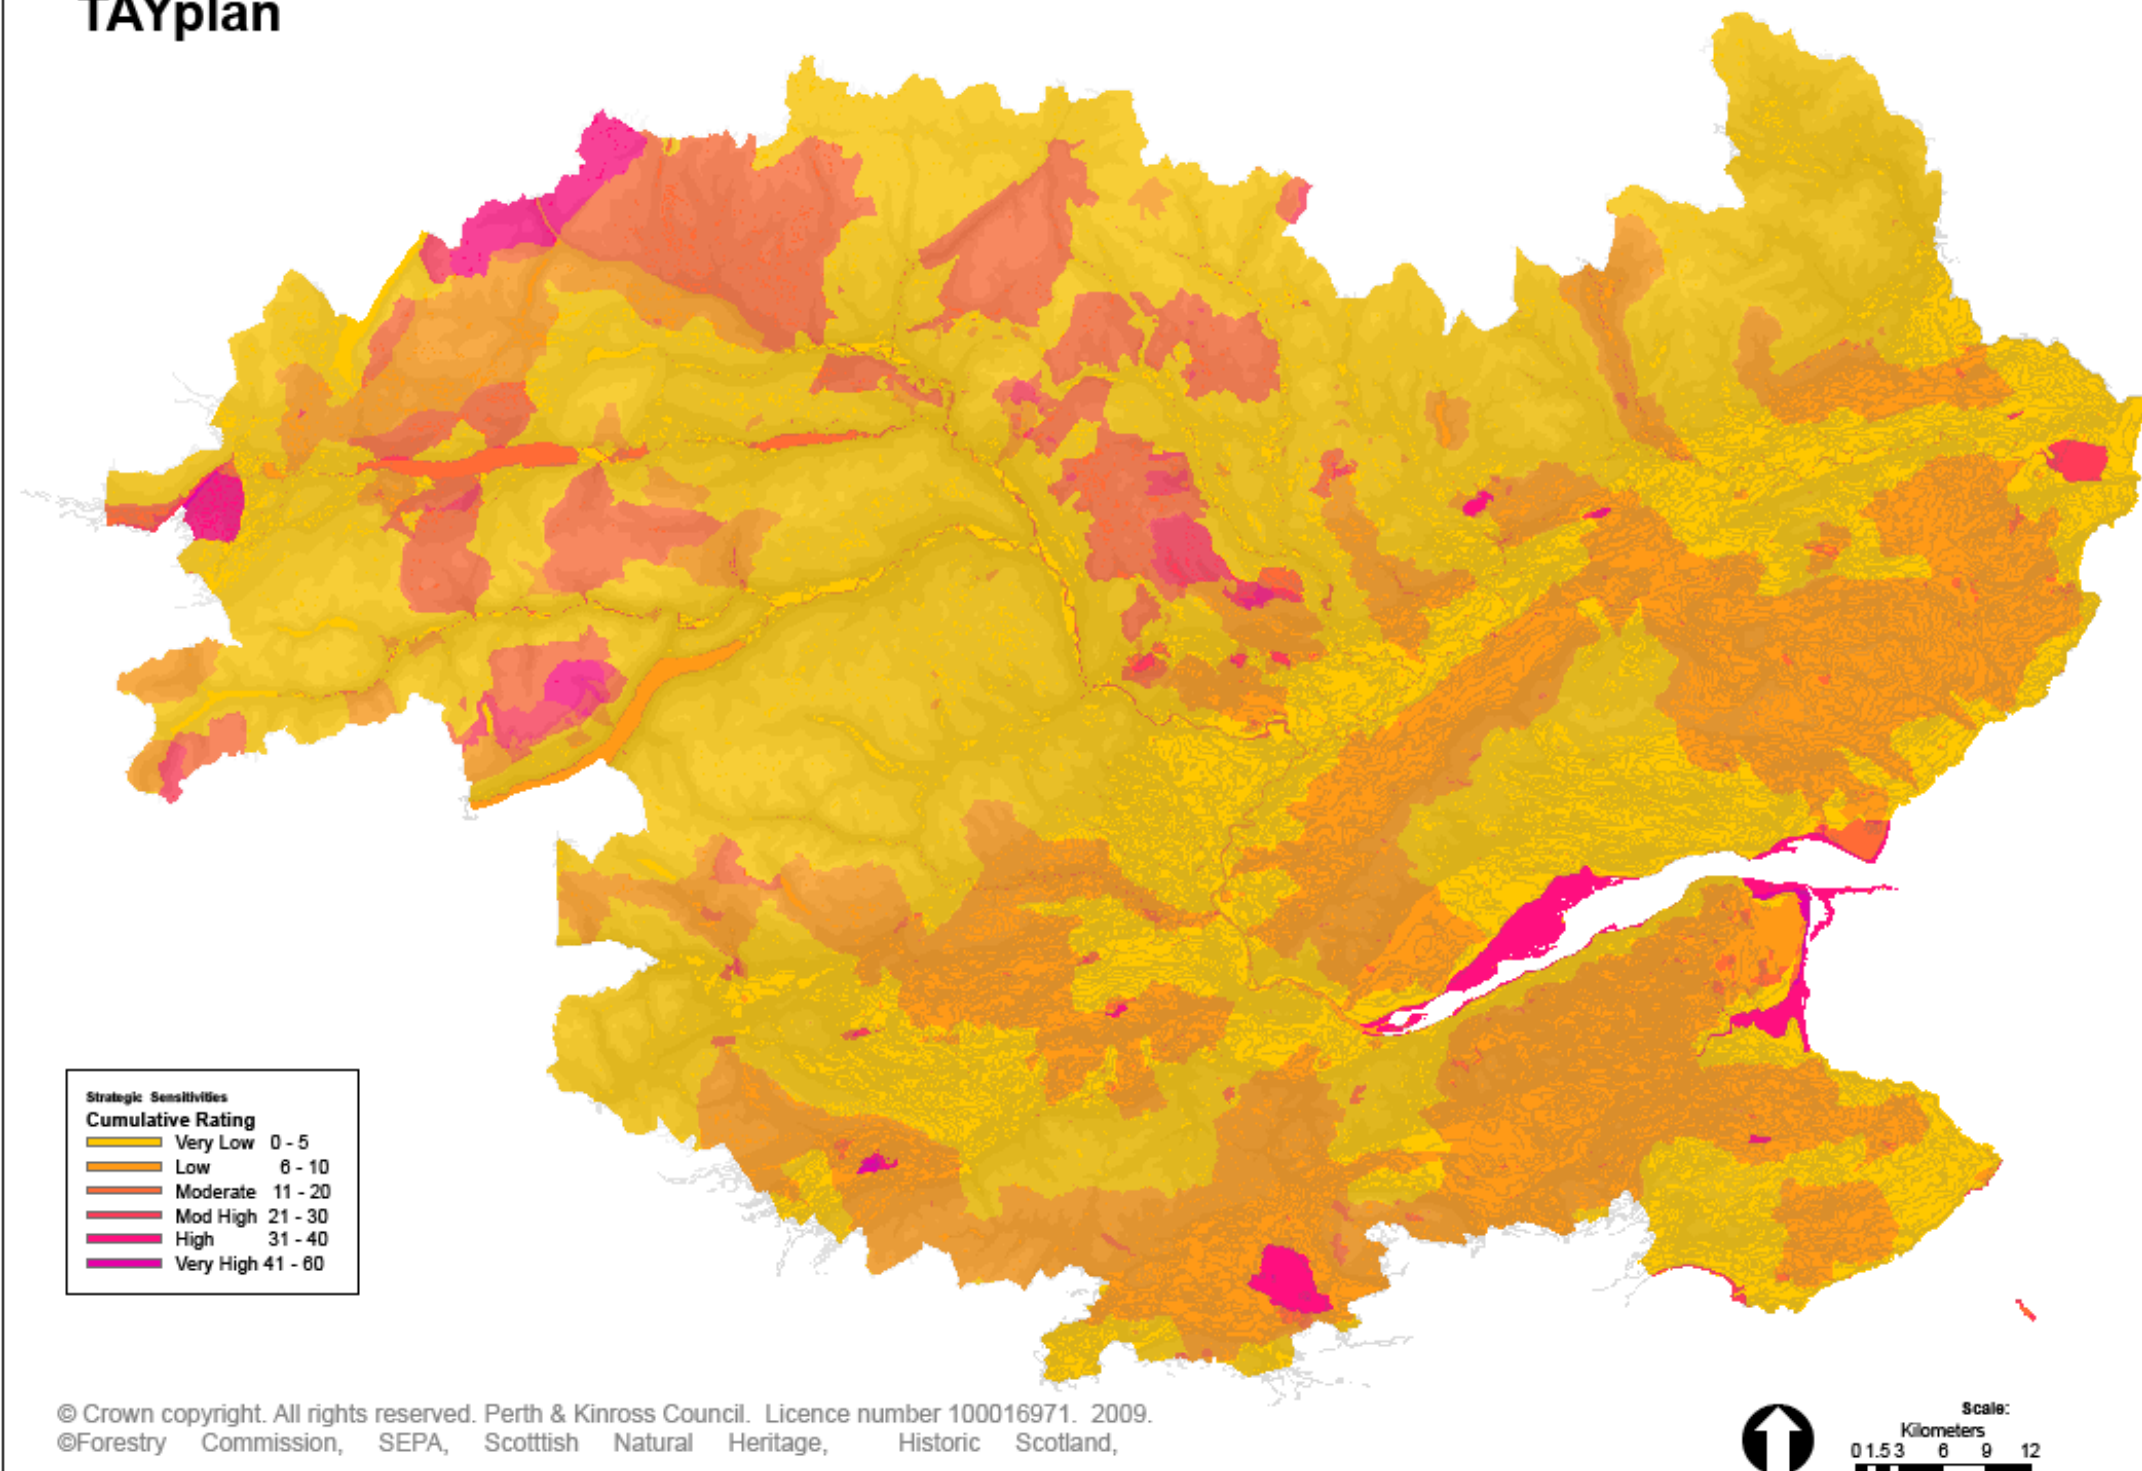 TAYplan
Strategic Sensitivities
Cumulative Rating
Very Low 0 - 5
Low 6 - 10
Moderate 11 - 20
Mod High 21 - 30
High 31 - 40
Very High 41 - 60
© Crown copyright. All rights reserved. Perth & Kinross Council. Licence number 100016971. 2009.
©Forestry Commission, SEPA, Scotttish Natural Heritage, Historic Scotland,
Scale:
Kilometers
0 1.5 3 6 9 12